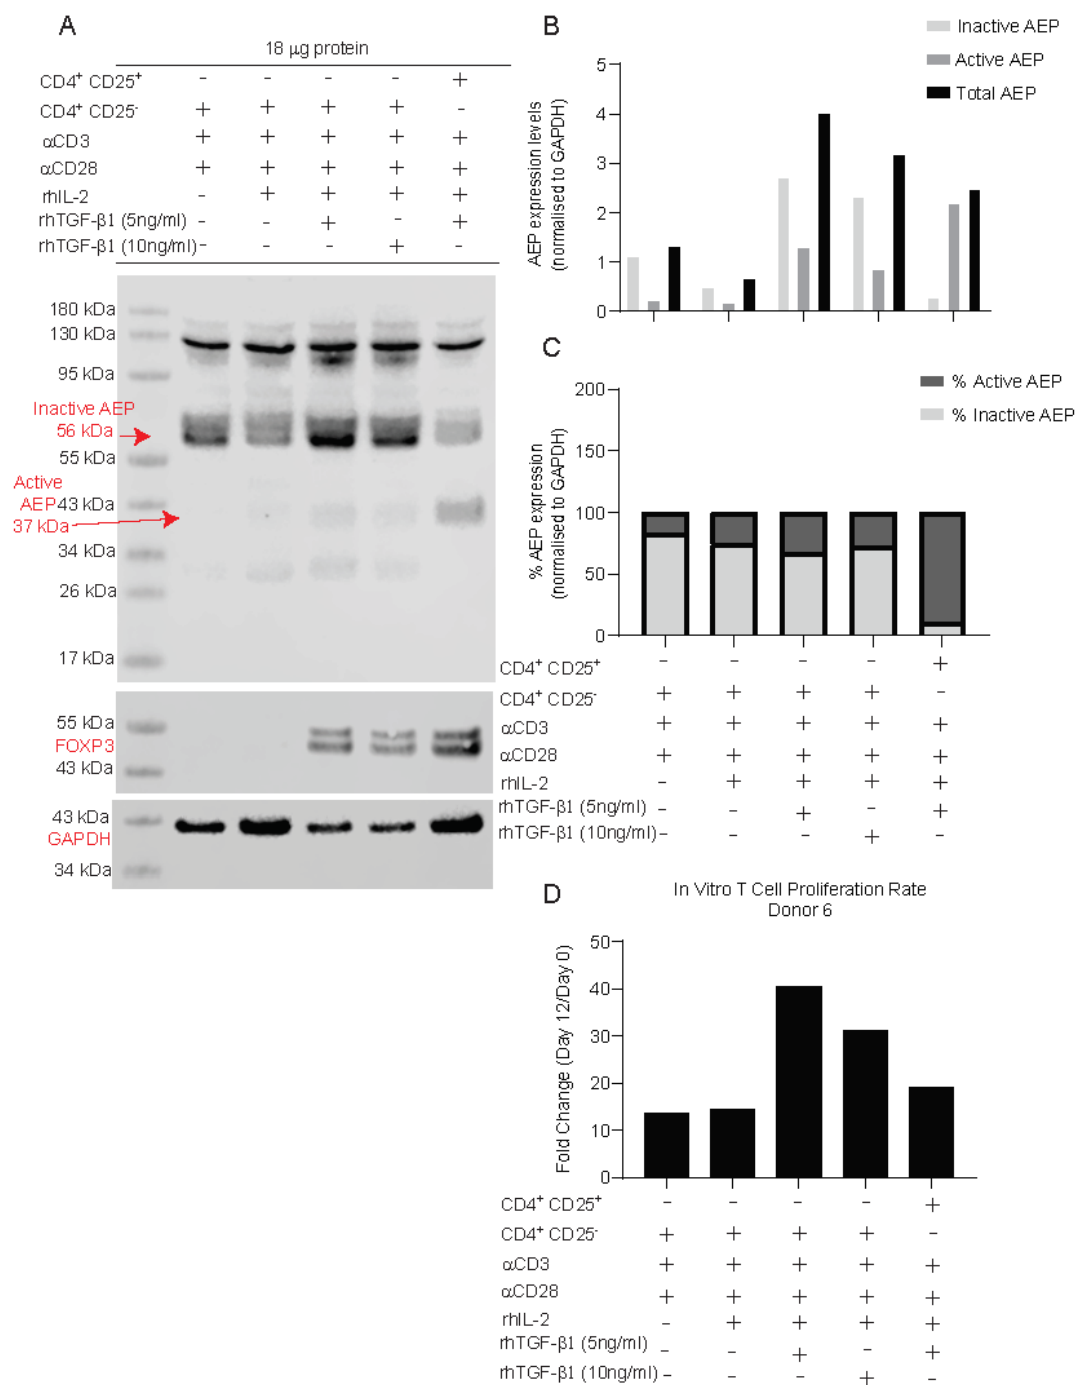 A
18 μg protein
CD4⁺ CD25⁺ - - - - +
CD4⁺ CD25⁻ + + + + -
αCD3 + + + + +
αCD28 + + + + +
rhIL-2 - + + + +
rhTGF-β1 (5ng/ml) - - + - +
rhTGF-β1 (10ng/ml) - - - + -
180 kDa
130 kDa
95 kDa
Inactive AEP
56 kDa
55 kDa
Active
AEP 43 kDa
37 kDa
34 kDa
26 kDa
17 kDa
55 kDa
FOXP3
43 kDa
43 kDa
GAPDH
34 kDa
B
Inactive AEP
Active AEP
Total AEP
AEP expression levels
(normalised to GAPDH)
5
4
3
2
1
0
C
% Active AEP
% Inactive AEP
% AEP expression
(normalised to GAPDH)
200
150
100
50
0
CD4⁺ CD25⁺ - - - - +
CD4⁺ CD25⁻ + + + + -
αCD3 + + + + +
αCD28 + + + + +
rhIL-2 - + + + +
rhTGF-β1 (5ng/ml) - - + - +
rhTGF-β1 (10ng/ml) - - - + -
D
In Vitro T Cell Proliferation Rate
Donor 6
Fold Change (Day 12/Day 0)
50
40
30
20
10
0
CD4⁺ CD25⁺ - - - - +
CD4⁺ CD25⁻ + + + + -
αCD3 + + + + +
αCD28 + + + + +
rhIL-2 - + + + +
rhTGF-β1 (5ng/ml) - - + - +
rhTGF-β1 (10ng/ml) - - - + -